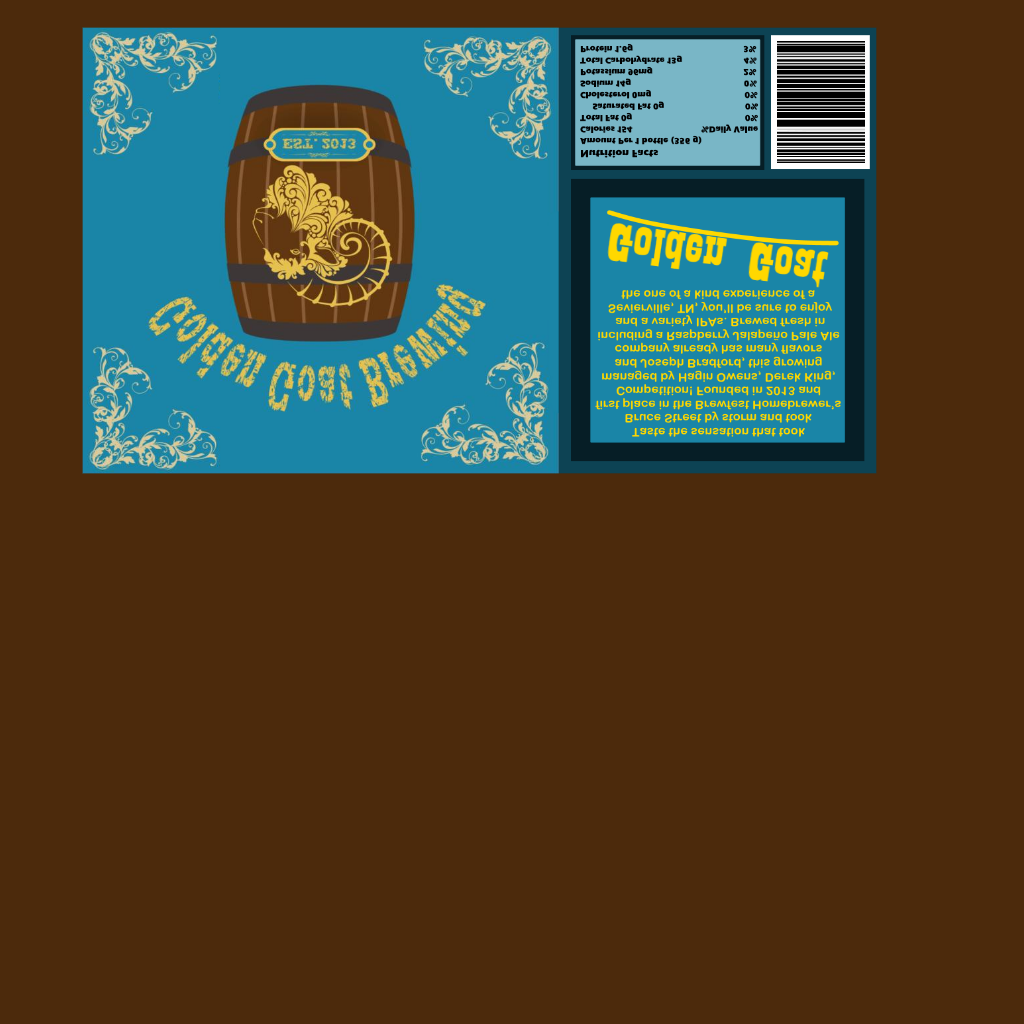 Golden Goat Brewing
EST. 2013
Nutrition Facts
Amount Per 1 bottle (356 g)
Calories 154 %Daily Value
Total Fat 0g 0%
Saturated Fat 0g 0%
Cholesterol 0mg 0%
Sodium 14g 0%
Potassium 96mg 2%
Total Carbohydrate 13g 4%
Protein 1.6g 3%
Taste the sensation that took
Bruce Street by storm and took
first place in the Brewfest Homebrewer's
Competition! Founded in 2013 and
managed by Hagin Owens, Derek King,
and Joseph Bradford, this growing
company already has many flavors
including a Raspberry Jalapeño Pale Ale
and a variety IPAs. Brewed fresh in
Sevierville, TN, you'll be sure to enjoy
the one of a kind experience of a
Golden Goat